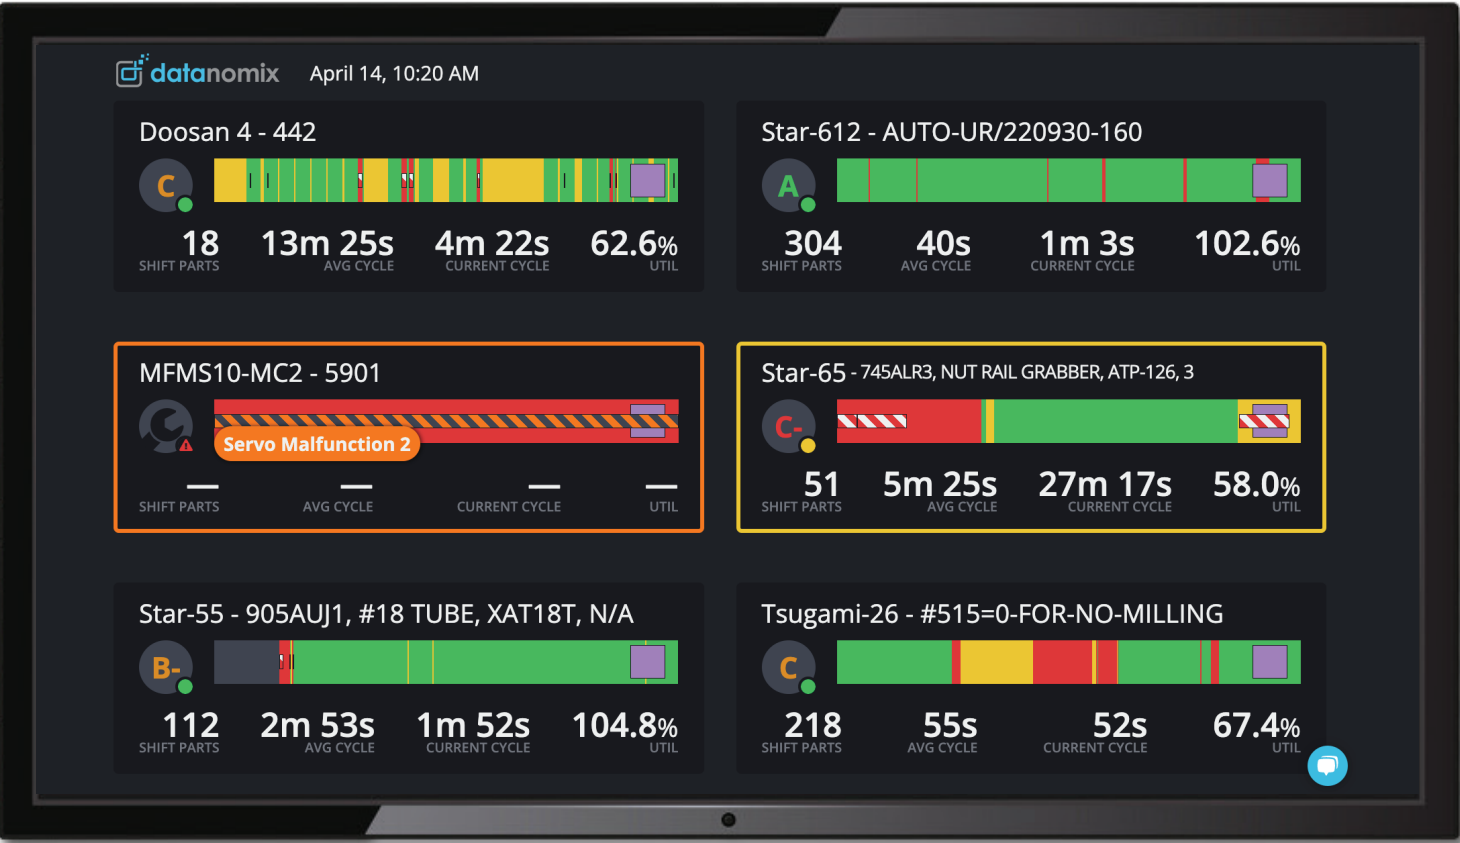 datanomix April 14, 10:20 AM
Doosan 4 - 442
C
18 13m 25s 4m 22s 62.6%
SHIFT PARTS AVG CYCLE CURRENT CYCLE UTIL
Star-612 - AUTO-UR/220930-160
A
304 40s 1m 3s 102.6%
SHIFT PARTS AVG CYCLE CURRENT CYCLE UTIL
MFMS10-MC2 - 5901
Servo Malfunction 2
— — — —
SHIFT PARTS AVG CYCLE CURRENT CYCLE UTIL
Star-65 - 745ALR3, NUT RAIL GRABBER, ATP-126, 3
C-
51 5m 25s 27m 17s 58.0%
SHIFT PARTS AVG CYCLE CURRENT CYCLE UTIL
Star-55 - 905AUJ1, #18 TUBE, XAT18T, N/A
B-
112 2m 53s 1m 52s 104.8%
SHIFT PARTS AVG CYCLE CURRENT CYCLE UTIL
Tsugami-26 - #515=0-FOR-NO-MILLING
C
218 55s 52s 67.4%
SHIFT PARTS AVG CYCLE CURRENT CYCLE UTIL